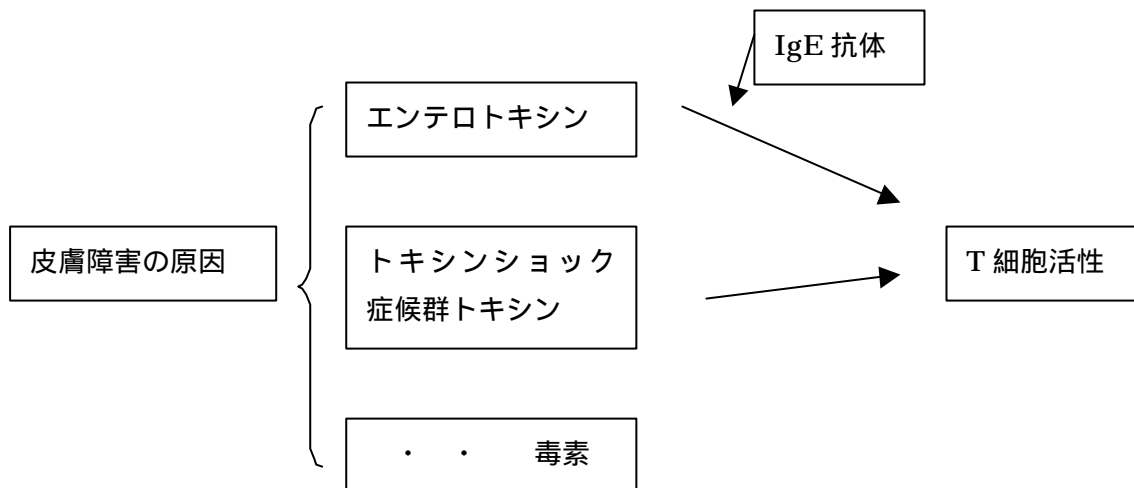 IgE 抗体
エンテロトキシン
皮膚障害の原因
トキシンショック
症候群トキシン
T 細胞活性
・ ・ 毒素